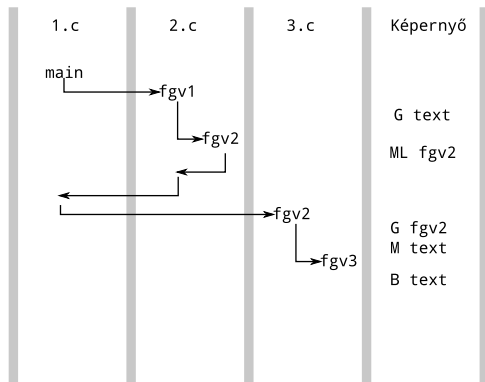 1.c 2.c 3.c Képernyő
main
fgv1
G text
fgv2
ML fgv2
fgv2
G fgv2
M text
fgv3
B text